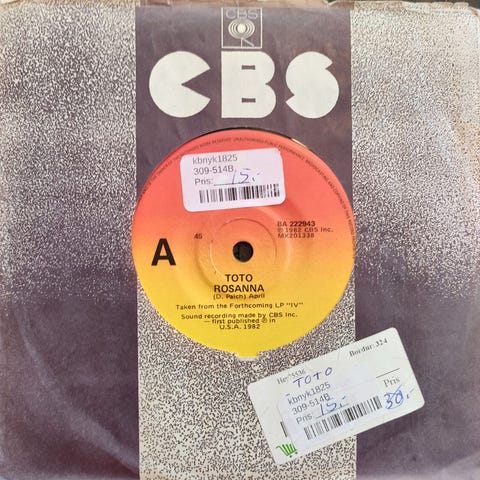 CBS
CBS
kbnyk1825
309-514B
Pris: 15,-
BA 222943
℗ 1982 CBS Inc.
MX201338
45
A
TOTO
ROSANNA
(D. Paich) April
Taken from the Forthcoming LP "IV"
Sound recording made by CBS Inc.
—first published ℗ in
U.S.A. 1982
Bordnr: 324
TOTO
kbnyk1825
309-514B
Pris 15,-
Pris
30,-